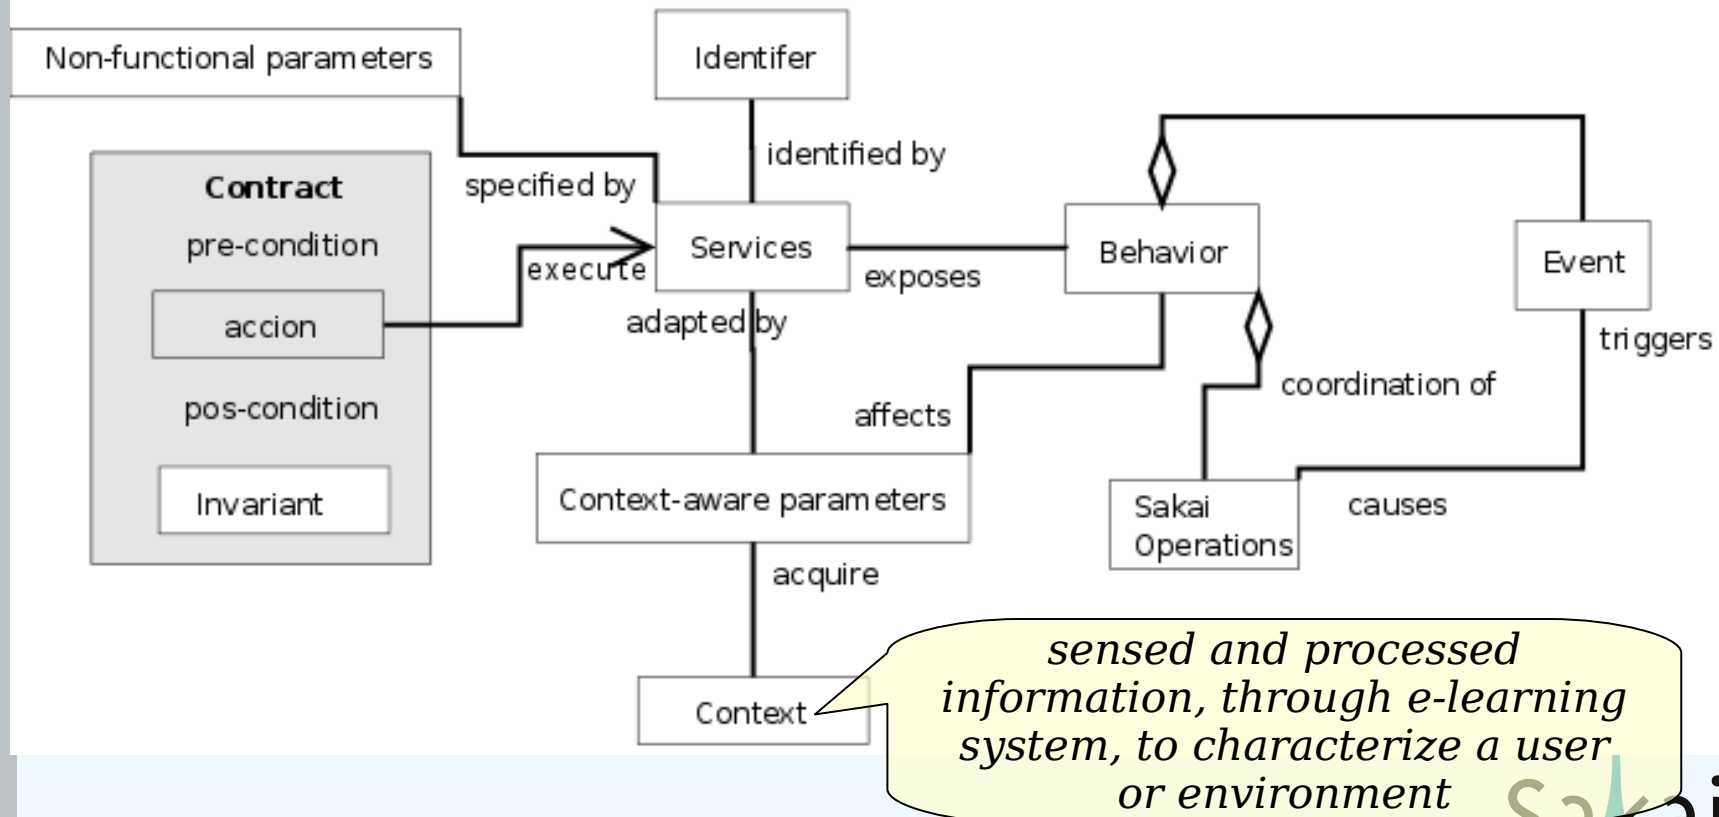 Non-functional parameters
Identifer
identified by
specified by
Contract
pre-condition
accion
pos-condition
Invariant
execute
Services
exposes
Behavior
Event
adapted by
triggers
affects
coordination of
Context-aware parameters
Sakai
Operations
causes
acquire
Context
sensed and processed
information, through e-learning
system, to characterize a user
or environment
Sakai